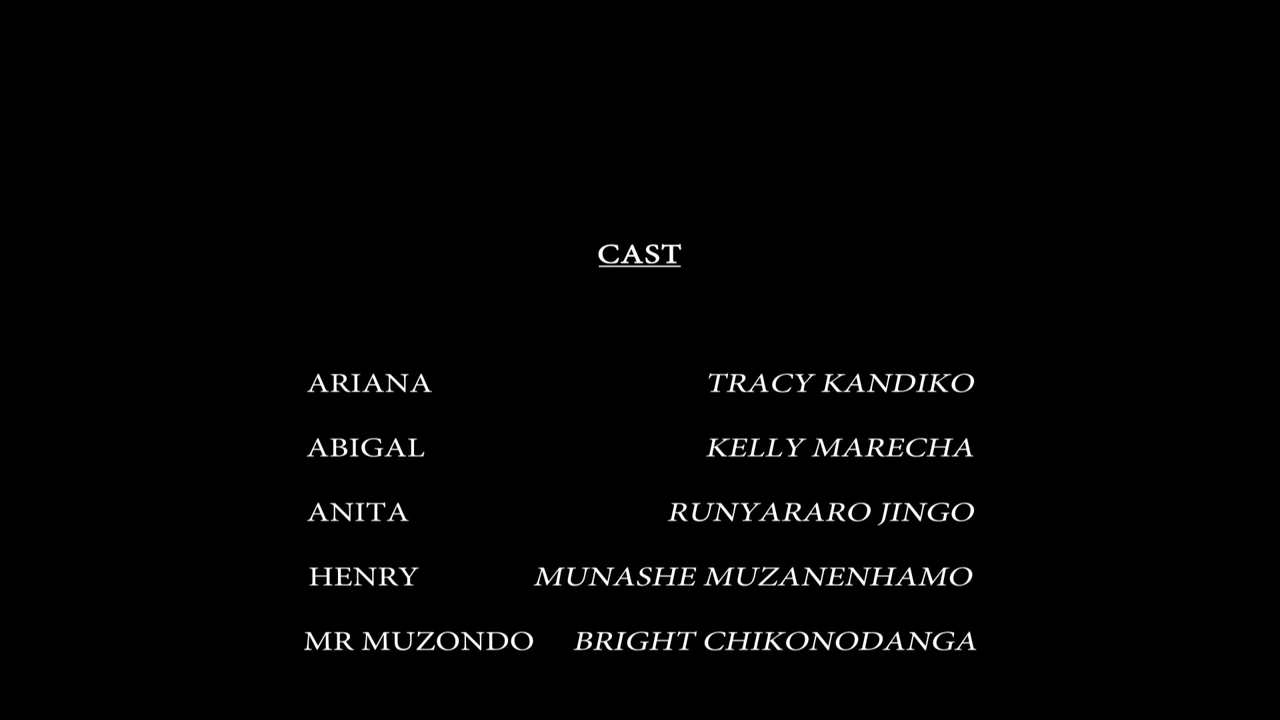 CAST
ARIANA TRACY KANDIKO
ABIGAL KELLY MARECHA
ANITA RUNYARARO JINGO
HENRY MUNASHE MUZANENHAMO
MR MUZONDO BRIGHT CHIKONODANGA